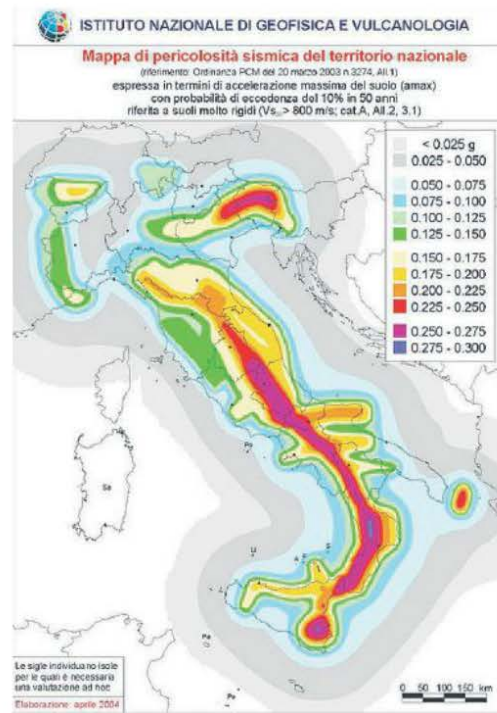 ISTITUTO NAZIONALE DI GEOFISICA E VULCANOLOGIA
Mappa di pericolosità sismica del territorio nazionale
(riferimento: Ordinanza PCM del 20 marzo 2003 n.3274, All.1)
espressa in termini di accelerazione massima del suolo (amax)
con probabilità di eccedenza del 10% in 50 anni
riferita a suoli molto rigidi (Vs > 800 m/s; cat.A, All.2, 3.1)
< 0.025 g
0.025 - 0.050
0.050 - 0.075
0.075 - 0.100
0.100 - 0.125
0.125 - 0.150
0.150 - 0.175
0.175 - 0.200
0.200 - 0.225
0.225 - 0.250
0.250 - 0.275
0.275 - 0.300
Sa
U
Pa
Le sigle individuano isole
per le quali è necessaria
una valutazione ad hoc
Elaborazione: aprile 2004
0 50 100 150 km